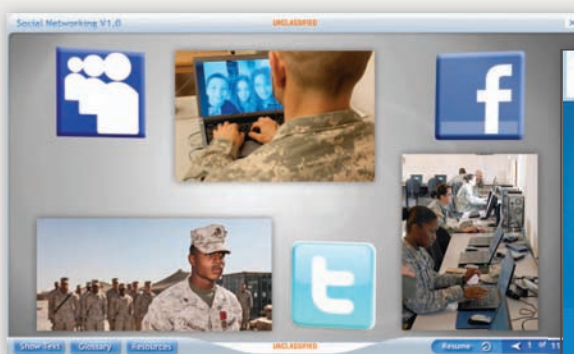 Social Networking V1.0 UNCLASSIFIED
f
t
Show Text Glossary Resources UNCLASSIFIED Resume 1 of 11